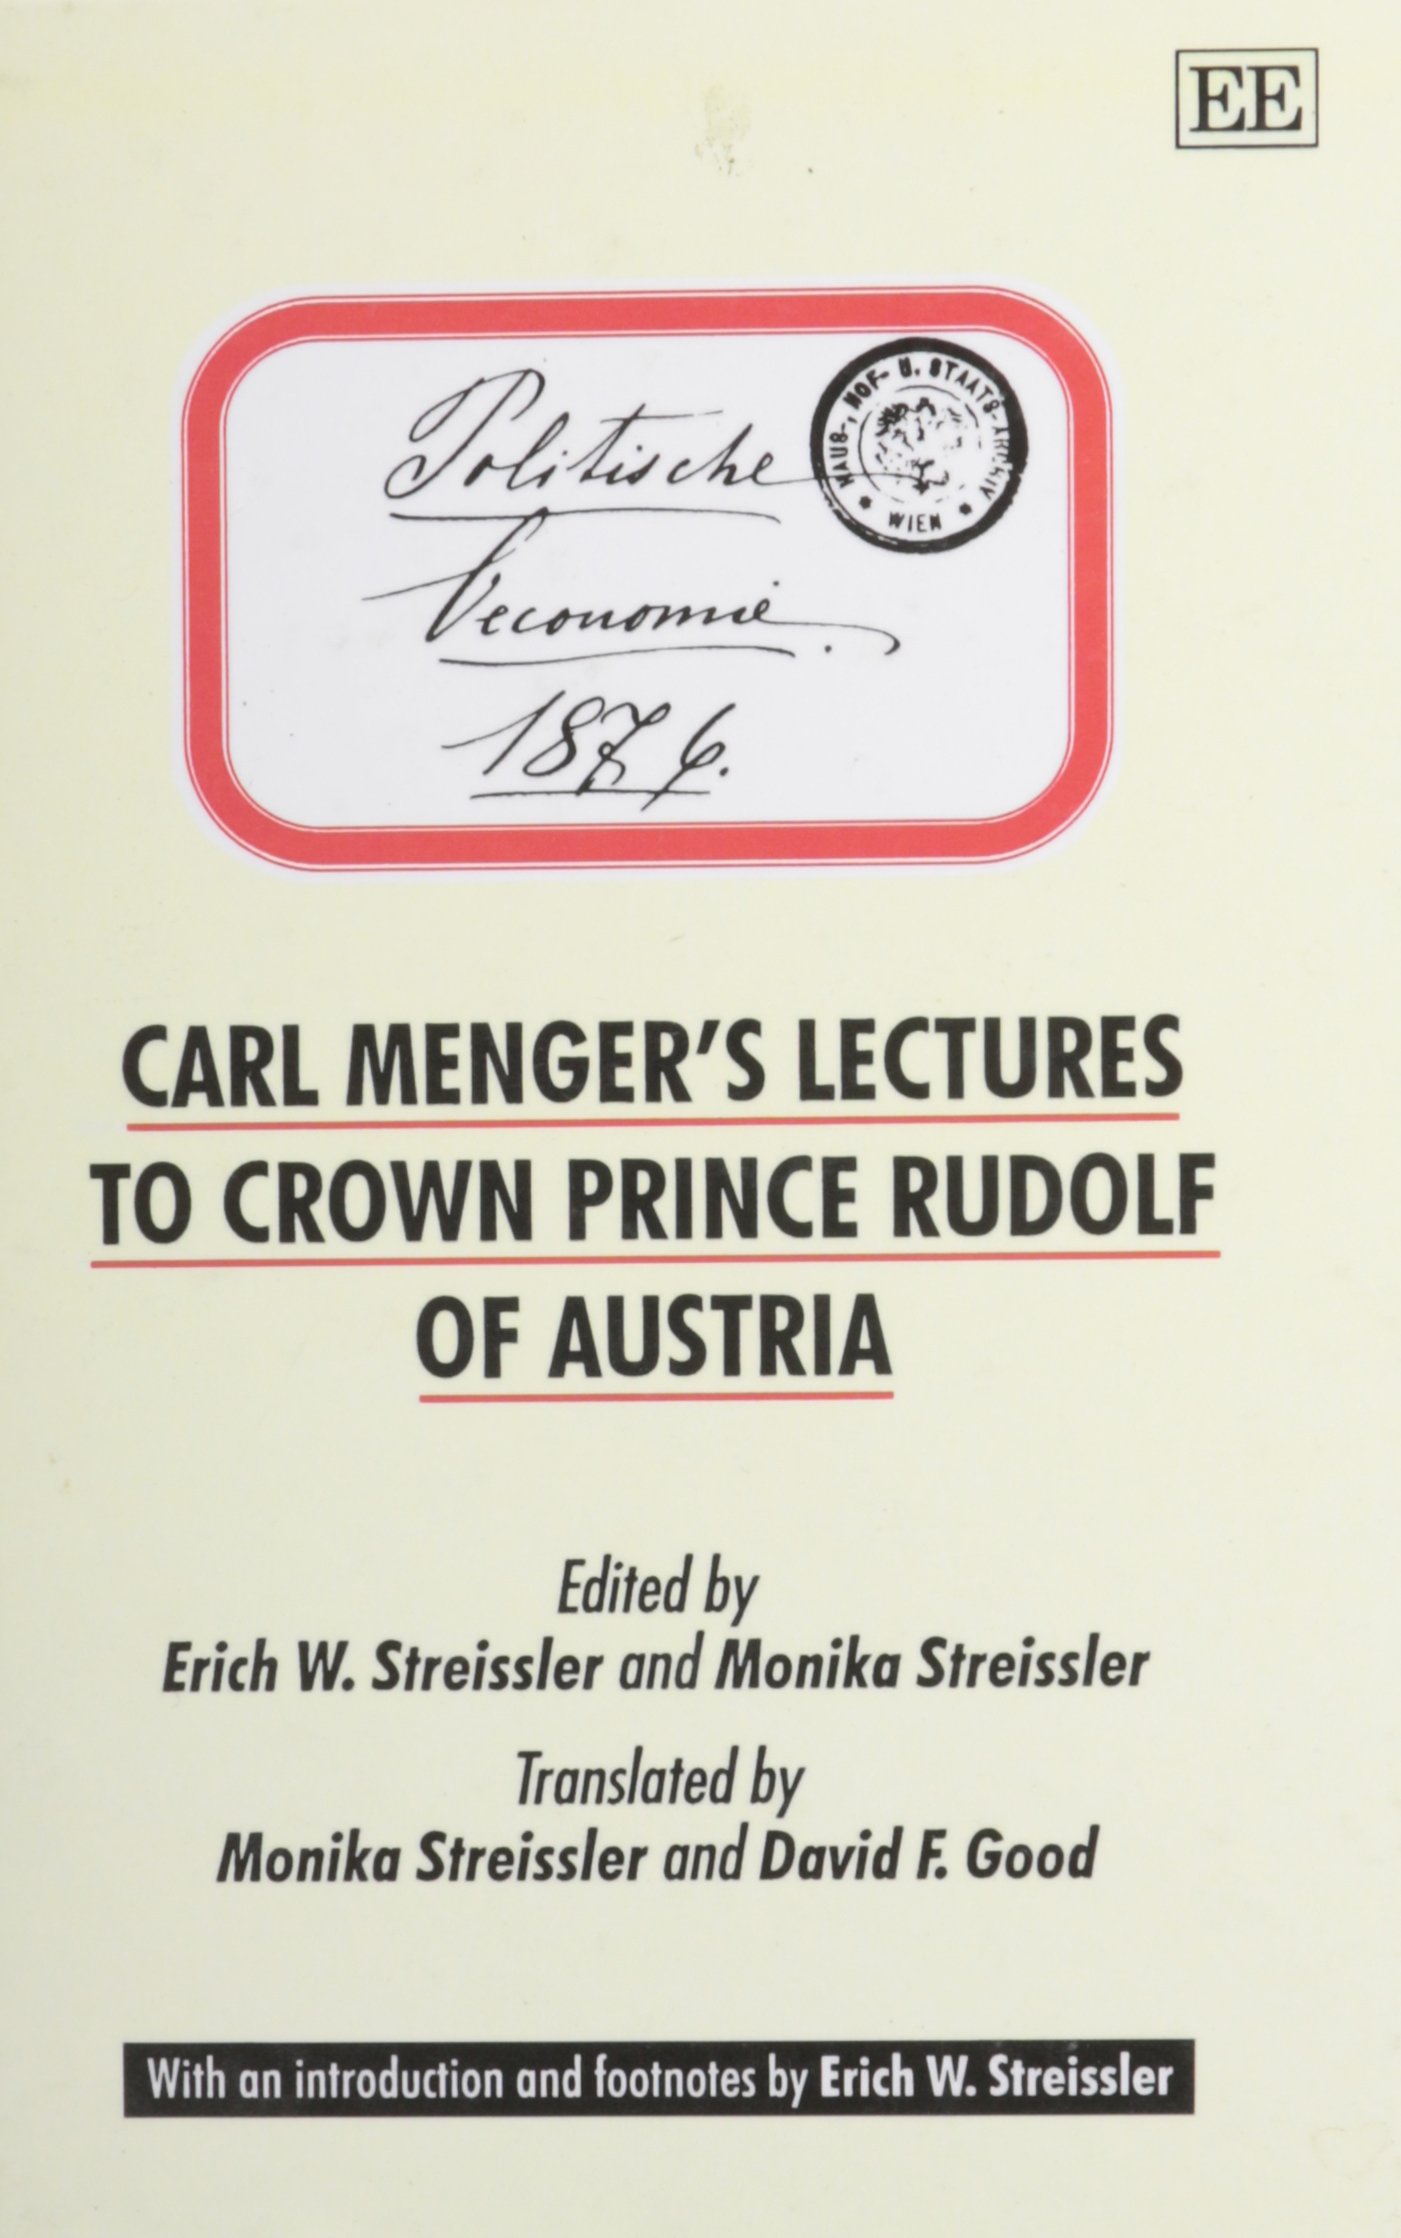 EE
HAUS-, HOF- U. STAATS-ARCHIV
* WIEN *
Politische
Oeconomie.
1876.
CARL MENGER'S LECTURES
TO CROWN PRINCE RUDOLF
OF AUSTRIA
Edited by
Erich W. Streissler and Monika Streissler
Translated by
Monika Streissler and David F. Good
With an introduction and footnotes by Erich W. Streissler